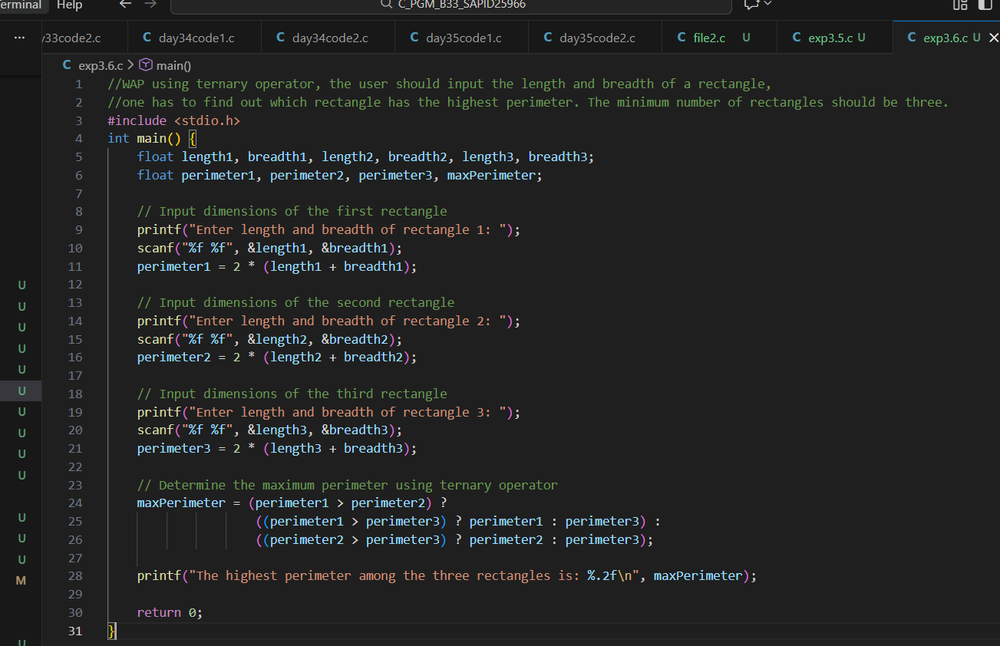 Terminal Help C_PGM_B33_SAPID25966
... y33code2.c C day34code1.c C day34code2.c C day35code1.c C day35code2.c C file2.c U C exp3.5.c U C exp3.6.c U
C exp3.6.c > main()
1 //WAP using ternary operator, the user should input the length and breadth of a rectangle,
2 //one has to find out which rectangle has the highest perimeter. The minimum number of rectangles should be three.
3 #include <stdio.h>
4 int main() {
5     float length1, breadth1, length2, breadth2, length3, breadth3;
6     float perimeter1, perimeter2, perimeter3, maxPerimeter;
7
8     // Input dimensions of the first rectangle
9     printf("Enter length and breadth of rectangle 1: ");
10     scanf("%f %f", &length1, &breadth1);
11     perimeter1 = 2 * (length1 + breadth1);
12
13     // Input dimensions of the second rectangle
14     printf("Enter length and breadth of rectangle 2: ");
15     scanf("%f %f", &length2, &breadth2);
16     perimeter2 = 2 * (length2 + breadth2);
17
18     // Input dimensions of the third rectangle
19     printf("Enter length and breadth of rectangle 3: ");
20     scanf("%f %f", &length3, &breadth3);
21     perimeter3 = 2 * (length3 + breadth3);
22
23     // Determine the maximum perimeter using ternary operator
24     maxPerimeter = (perimeter1 > perimeter2) ?
25                     ((perimeter1 > perimeter3) ? perimeter1 : perimeter3) :
26                     ((perimeter2 > perimeter3) ? perimeter2 : perimeter3);
27
28     printf("The highest perimeter among the three rectangles is: %.2f\n", maxPerimeter);
29
30     return 0;
31 }
U
U
U
U
U
U
U
U
U
U
U
U
U
M
U